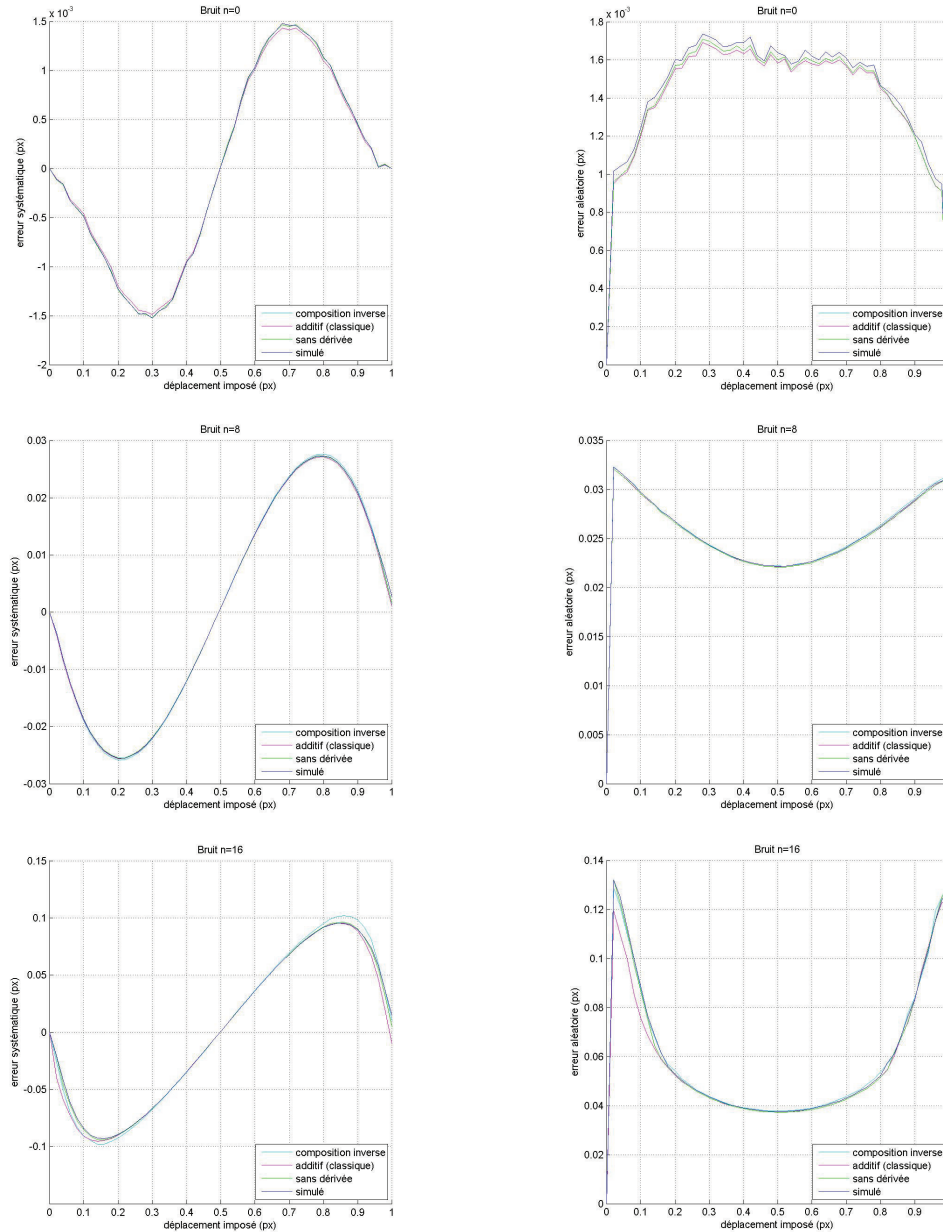 Bruit n=0
x 10^-3
1.5
1
0.5
0
-0.5
-1
-1.5
-2
0 0.1 0.2 0.3 0.4 0.5 0.6 0.7 0.8 0.9 1
erreur systématique (px)
déplacement imposé (px)
composition inverse
additif (classique)
sans dérivée
simulé
Bruit n=0
x 10^-3
1.8
1.6
1.4
1.2
1
0.8
0.6
0.4
0.2
0
0 0.1 0.2 0.3 0.4 0.5 0.6 0.7 0.8 0.9
erreur aléatoire (px)
déplacement imposé (px)
composition inverse
additif (classique)
sans dérivée
simulé
Bruit n=8
0.03
0.02
0.01
0
-0.01
-0.02
-0.03
0 0.1 0.2 0.3 0.4 0.5 0.6 0.7 0.8 0.9 1
erreur systématique (px)
déplacement imposé (px)
composition inverse
additif (classique)
sans dérivée
simulé
Bruit n=8
0.035
0.03
0.025
0.02
0.015
0.01
0.005
0
0 0.1 0.2 0.3 0.4 0.5 0.6 0.7 0.8 0.9
erreur aléatoire (px)
déplacement imposé (px)
composition inverse
additif (classique)
sans dérivée
simulé
Bruit n=16
0.15
0.1
0.05
0
-0.05
-0.1
0 0.1 0.2 0.3 0.4 0.5 0.6 0.7 0.8 0.9 1
erreur systématique (px)
déplacement imposé (px)
composition inverse
additif (classique)
sans dérivée
simulé
Bruit n=16
0.14
0.12
0.1
0.08
0.06
0.04
0.02
0
0 0.1 0.2 0.3 0.4 0.5 0.6 0.7 0.8 0.9
erreur aléatoire (px)
déplacement imposé (px)
composition inverse
additif (classique)
sans dérivée
simulé